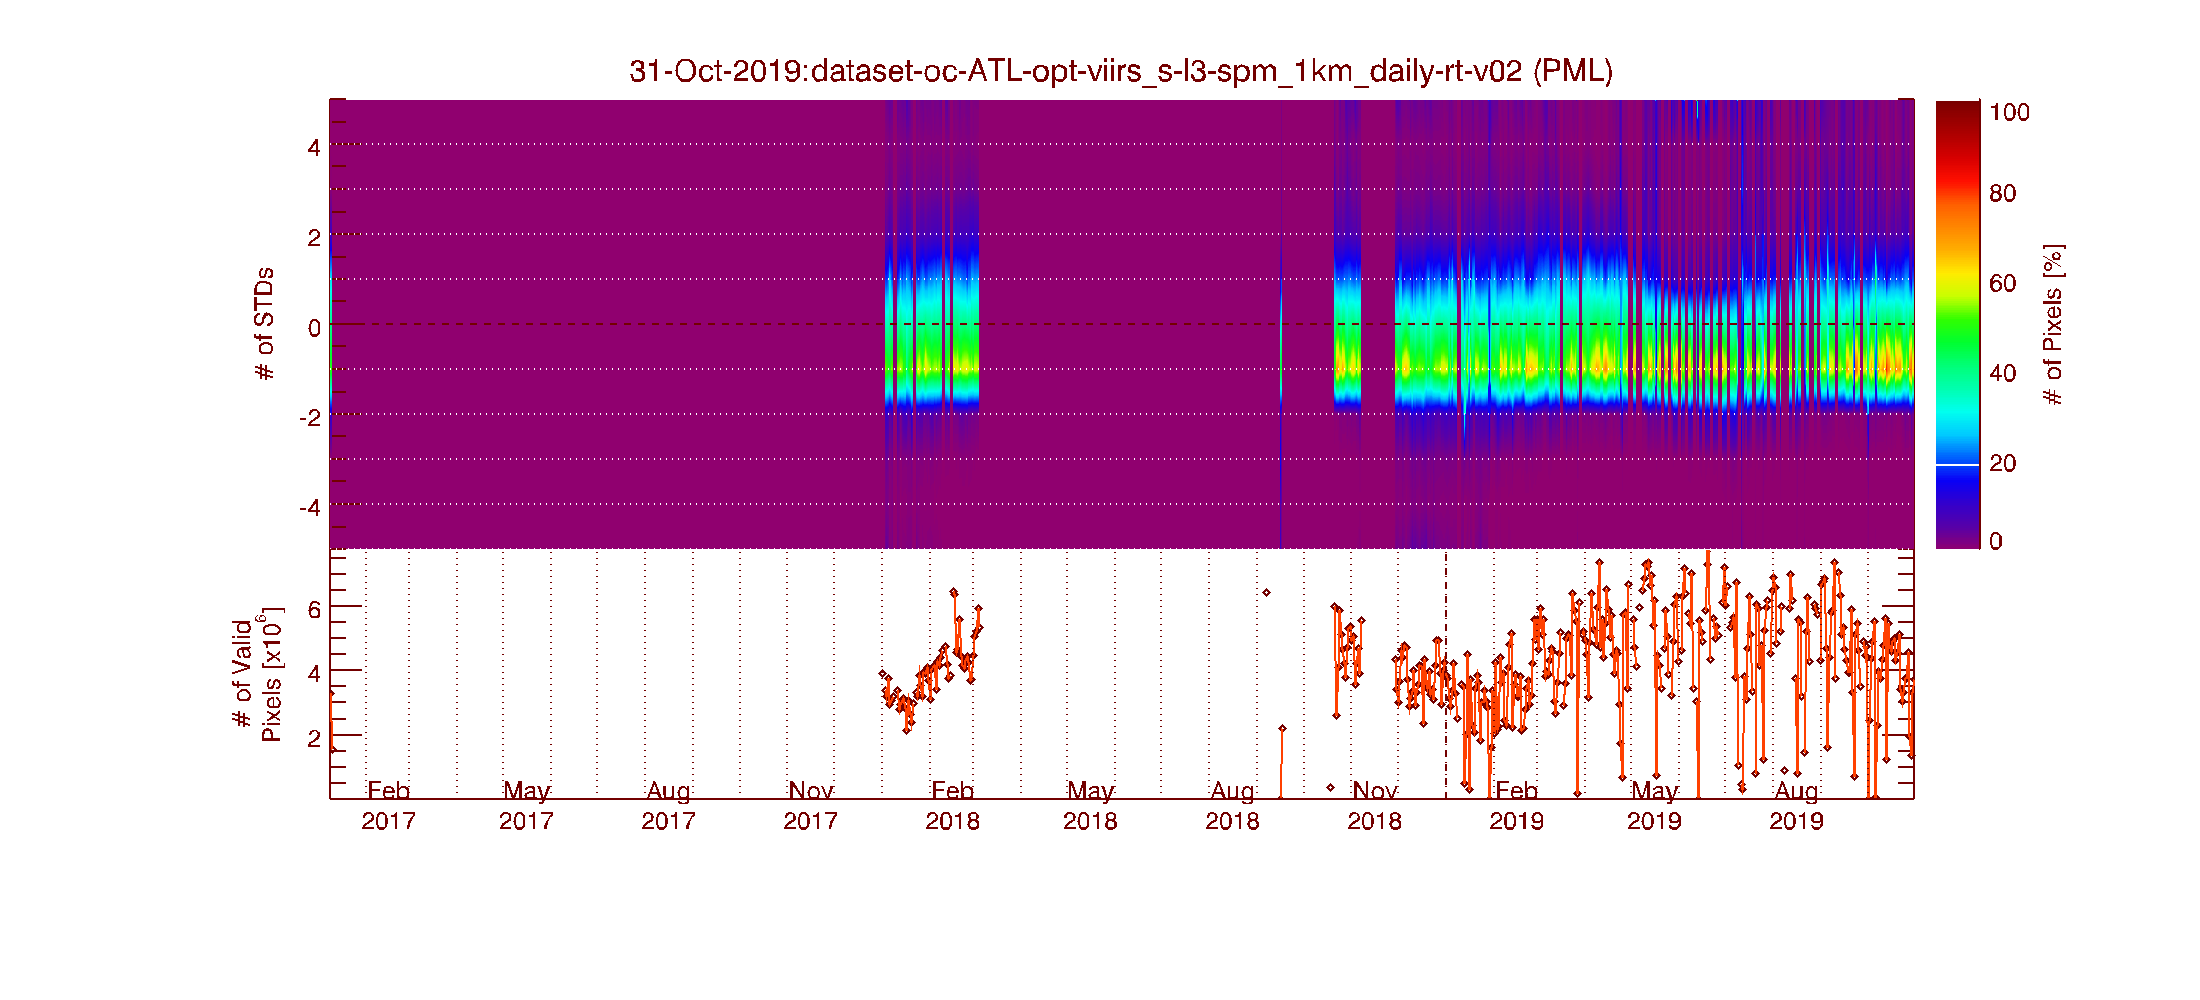 31-Oct-2019:dataset-oc-ATL-opt-viirs_s-l3-spm_1km_daily-rt-v02 (PML)
# of STDs
4
2
0
-2
-4
100
80
60
40
20
0
# of Pixels [%]
# of Valid
Pixels [x10⁶]
6
4
2
Feb May Aug Nov Feb May Aug Nov Feb May Aug
2017 2017 2017 2017 2018 2018 2018 2018 2019 2019 2019